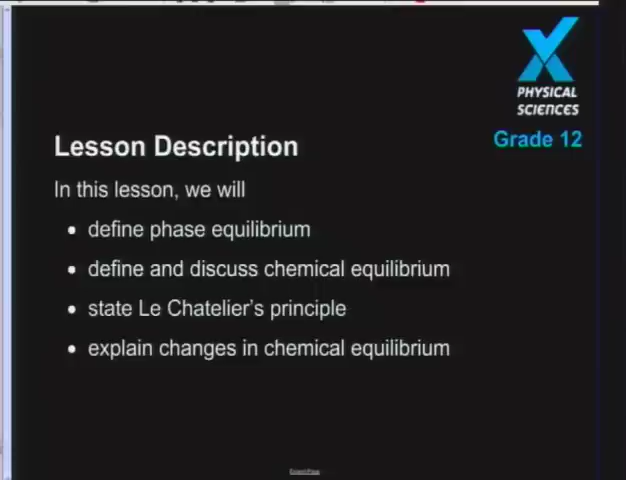 PHYSICAL
SCIENCES
Grade 12
Lesson Description
In this lesson, we will
• define phase equilibrium
• define and discuss chemical equilibrium
• state Le Chatelier's principle
• explain changes in chemical equilibrium